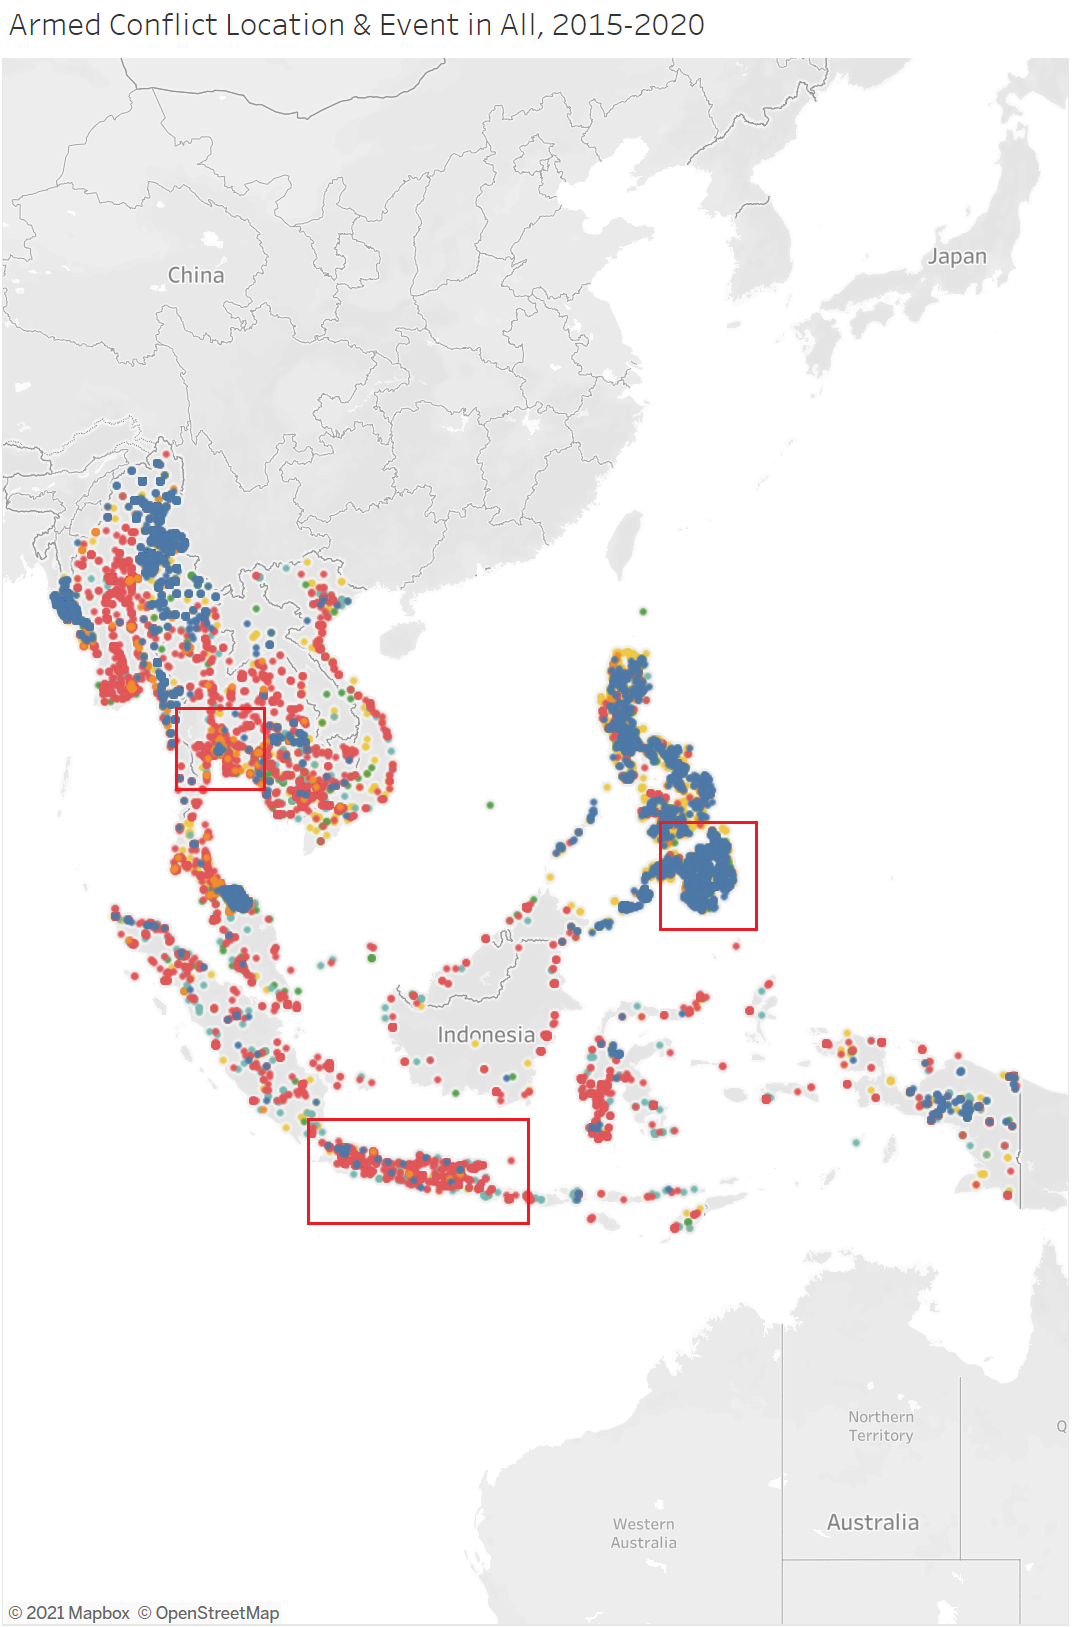 Armed Conflict Location & Event in All, 2015-2020
China
Japan
Indonesia
Northern
Territory
Q
Western
Australia
Australia
© 2021 Mapbox © OpenStreetMap